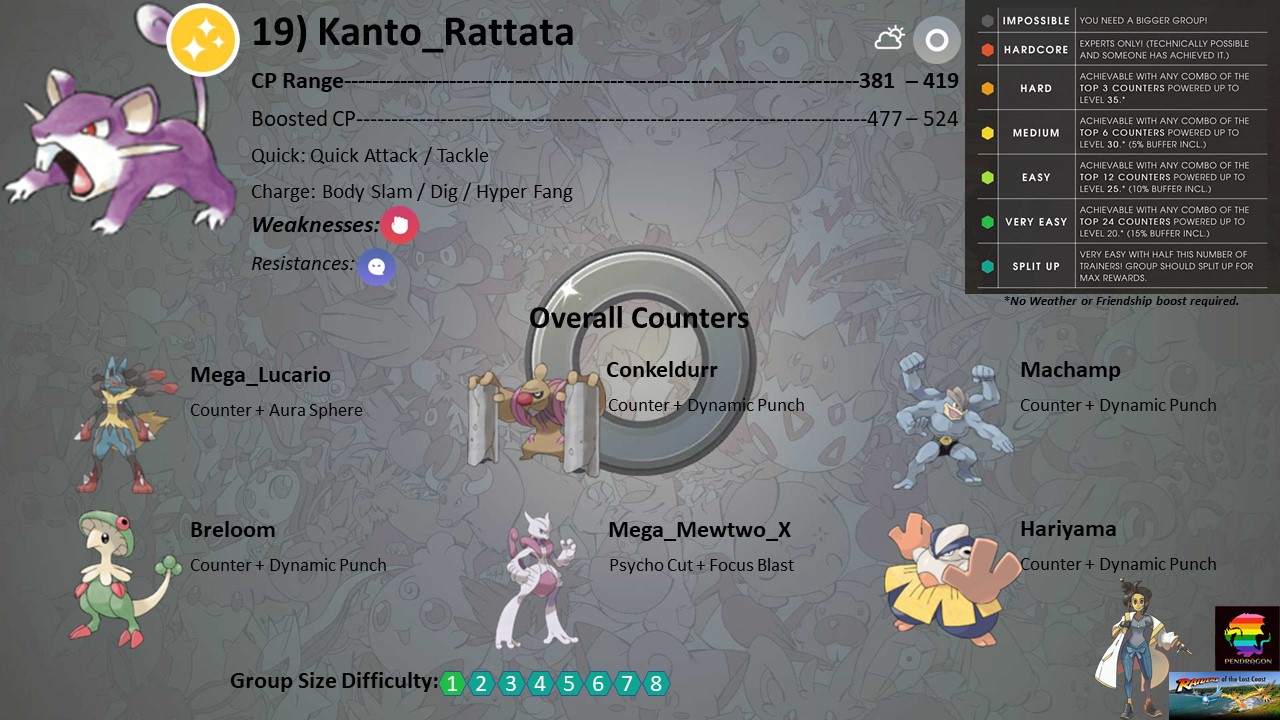 19) Kanto_Rattata
CP Range-----------------------------------------------------------------------------------381 – 419
Boosted CP-----------------------------------------------------------------------------------477 – 524
Quick: Quick Attack / Tackle
Charge: Body Slam / Dig / Hyper Fang
Weaknesses:
Resistances:
IMPOSSIBLE YOU NEED A BIGGER GROUP!
HARDCORE EXPERTS ONLY! (TECHNICALLY POSSIBLE
AND SOMEONE HAS ACHIEVED IT.)
HARD ACHIEVABLE WITH ANY COMBO OF THE
TOP 3 COUNTERS POWERED UP TO
LEVEL 35.*
MEDIUM ACHIEVABLE WITH ANY COMBO OF THE
TOP 6 COUNTERS POWERED UP TO
LEVEL 30.* (5% BUFFER INCL.)
EASY ACHIEVABLE WITH ANY COMBO OF THE
TOP 12 COUNTERS POWERED UP TO
LEVEL 25.* (10% BUFFER INCL.)
VERY EASY ACHIEVABLE WITH ANY COMBO OF THE
TOP 24 COUNTERS POWERED UP TO
LEVEL 20.* (15% BUFFER INCL.)
SPLIT UP VERY EASY WITH HALF THIS NUMBER OF
TRAINERS! GROUP SHOULD SPLIT UP FOR
MAX REWARDS.
*No Weather or Friendship boost required.
Overall Counters
Mega_Lucario
Counter + Aura Sphere
Conkeldurr
Counter + Dynamic Punch
Machamp
Counter + Dynamic Punch
Breloom
Counter + Dynamic Punch
Mega_Mewtwo_X
Psycho Cut + Focus Blast
Hariyama
Counter + Dynamic Punch
Group Size Difficulty: 1 2 3 4 5 6 7 8
PENDROGON
RAIDERS of the Lost Coast